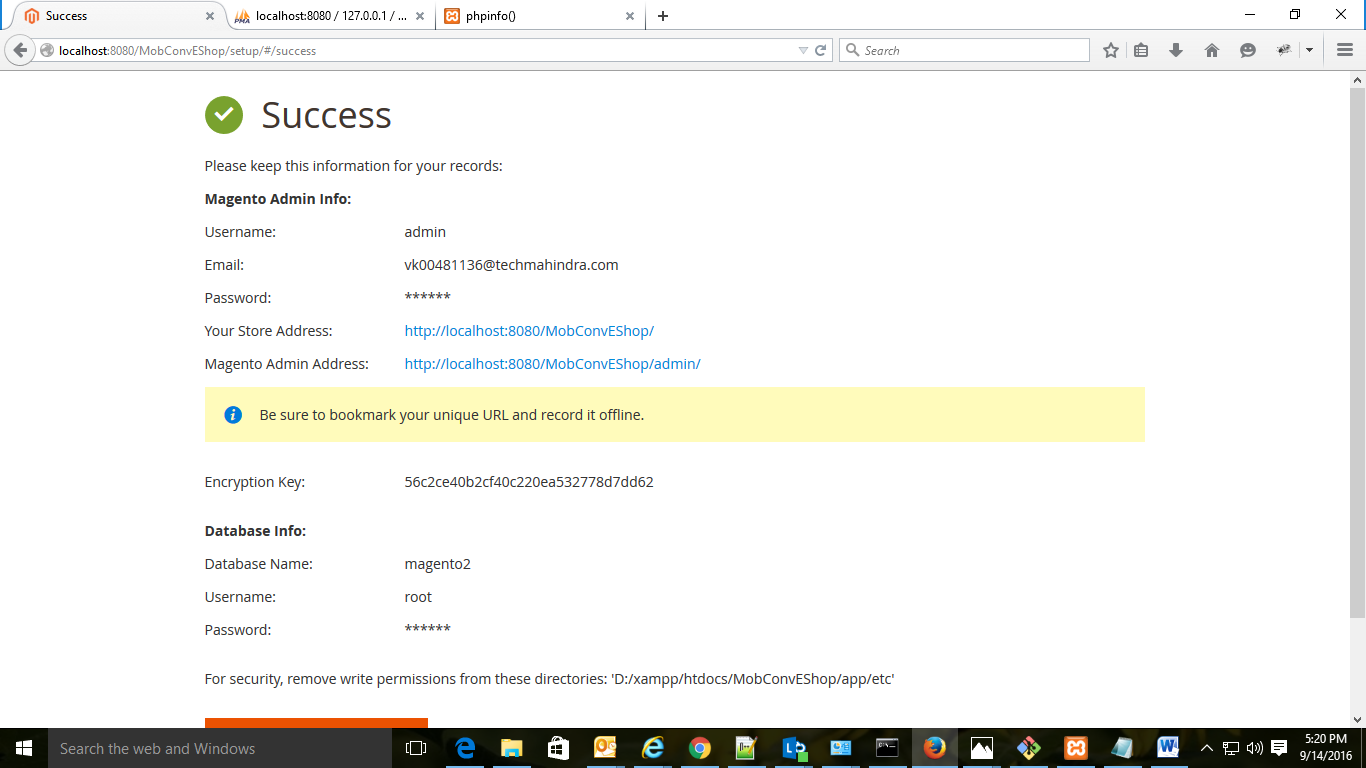 Success
localhost:8080 / 127.0.0.1 / ...
phpinfo()
localhost:8080/MobConvEShop/setup/#/success
Search
Success
Please keep this information for your records:
Magento Admin Info:
Username: admin
Email: vk00481136@techmahindra.com
Password: ******
Your Store Address: http://localhost:8080/MobConvEShop/
Magento Admin Address: http://localhost:8080/MobConvEShop/admin/
Be sure to bookmark your unique URL and record it offline.
Encryption Key: 56c2ce40b2cf40c220ea532778d7dd62
Database Info:
Database Name: magento2
Username: root
Password: ******
For security, remove write permissions from these directories: 'D:/xampp/htdocs/MobConvEShop/app/etc'
Search the web and Windows
5:20 PM
9/14/2016